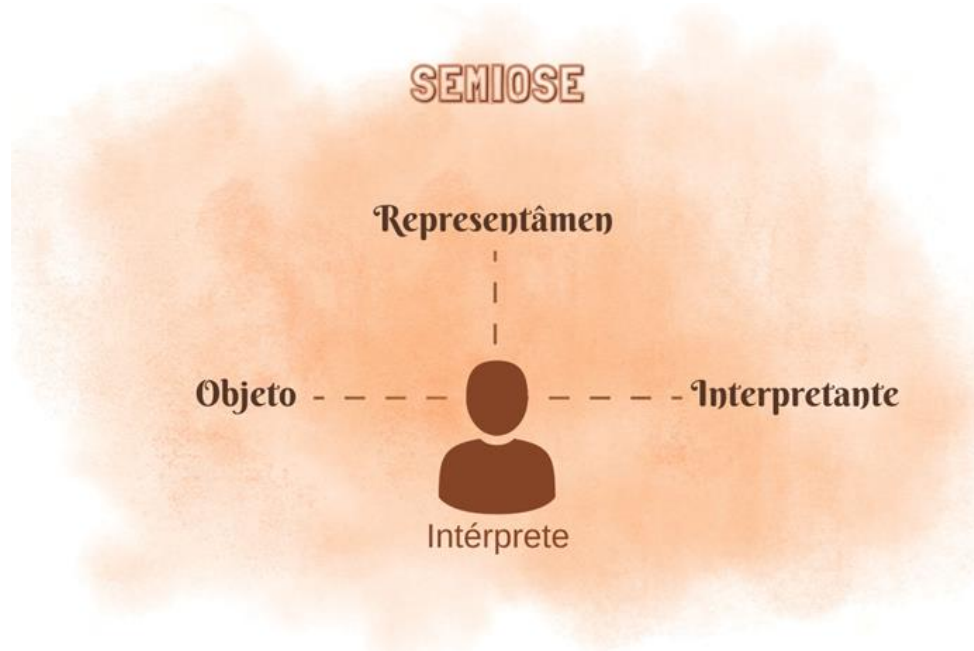 SEMIOSE
Representâmen
Objeto
Interpretante
Intérprete